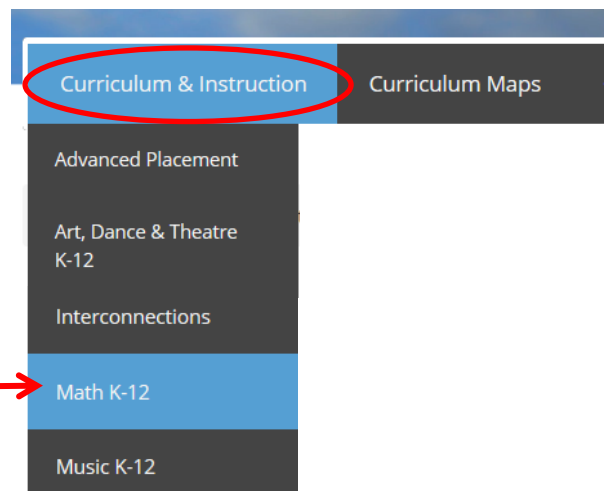 Curriculum & Instruction Curriculum Maps
Advanced Placement
Art, Dance & Theatre
K-12
Interconnections
Math K-12
Music K-12